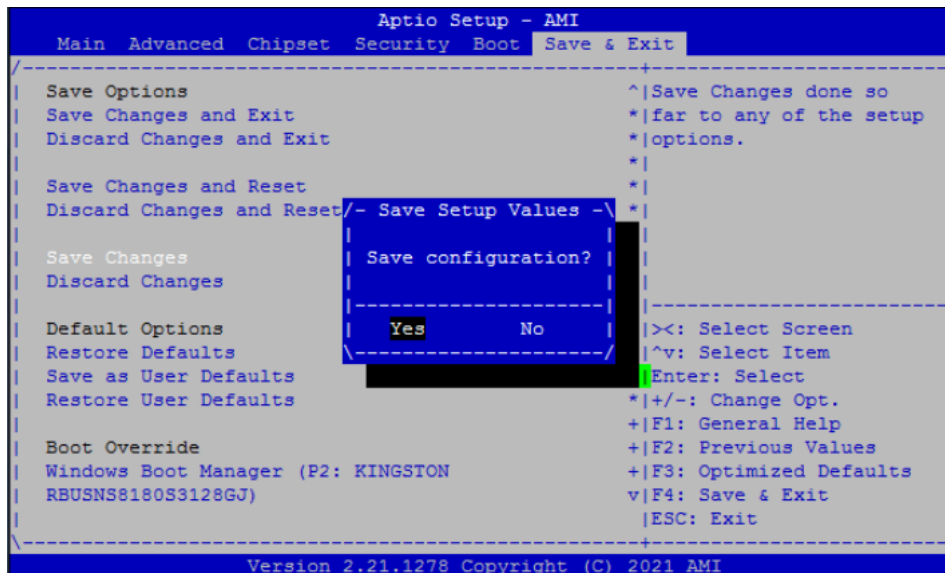 Aptio Setup - AMI
Main Advanced Chipset Security Boot Save & Exit
Save Options
Save Changes and Exit
Discard Changes and Exit
Save Changes and Reset
Discard Changes and Reset
Save Changes
Discard Changes
Default Options
Restore Defaults
Save as User Defaults
Restore User Defaults
Boot Override
Windows Boot Manager (P2: KINGSTON
RBUSNS8180S3128GJ)
Save Setup Values
Save configuration?
Yes No
Save Changes done so
far to any of the setup
options.
><: Select Screen
^v: Select Item
Enter: Select
+/-: Change Opt.
F1: General Help
F2: Previous Values
F3: Optimized Defaults
F4: Save & Exit
ESC: Exit
Version 2.21.1278 Copyright (C) 2021 AMI